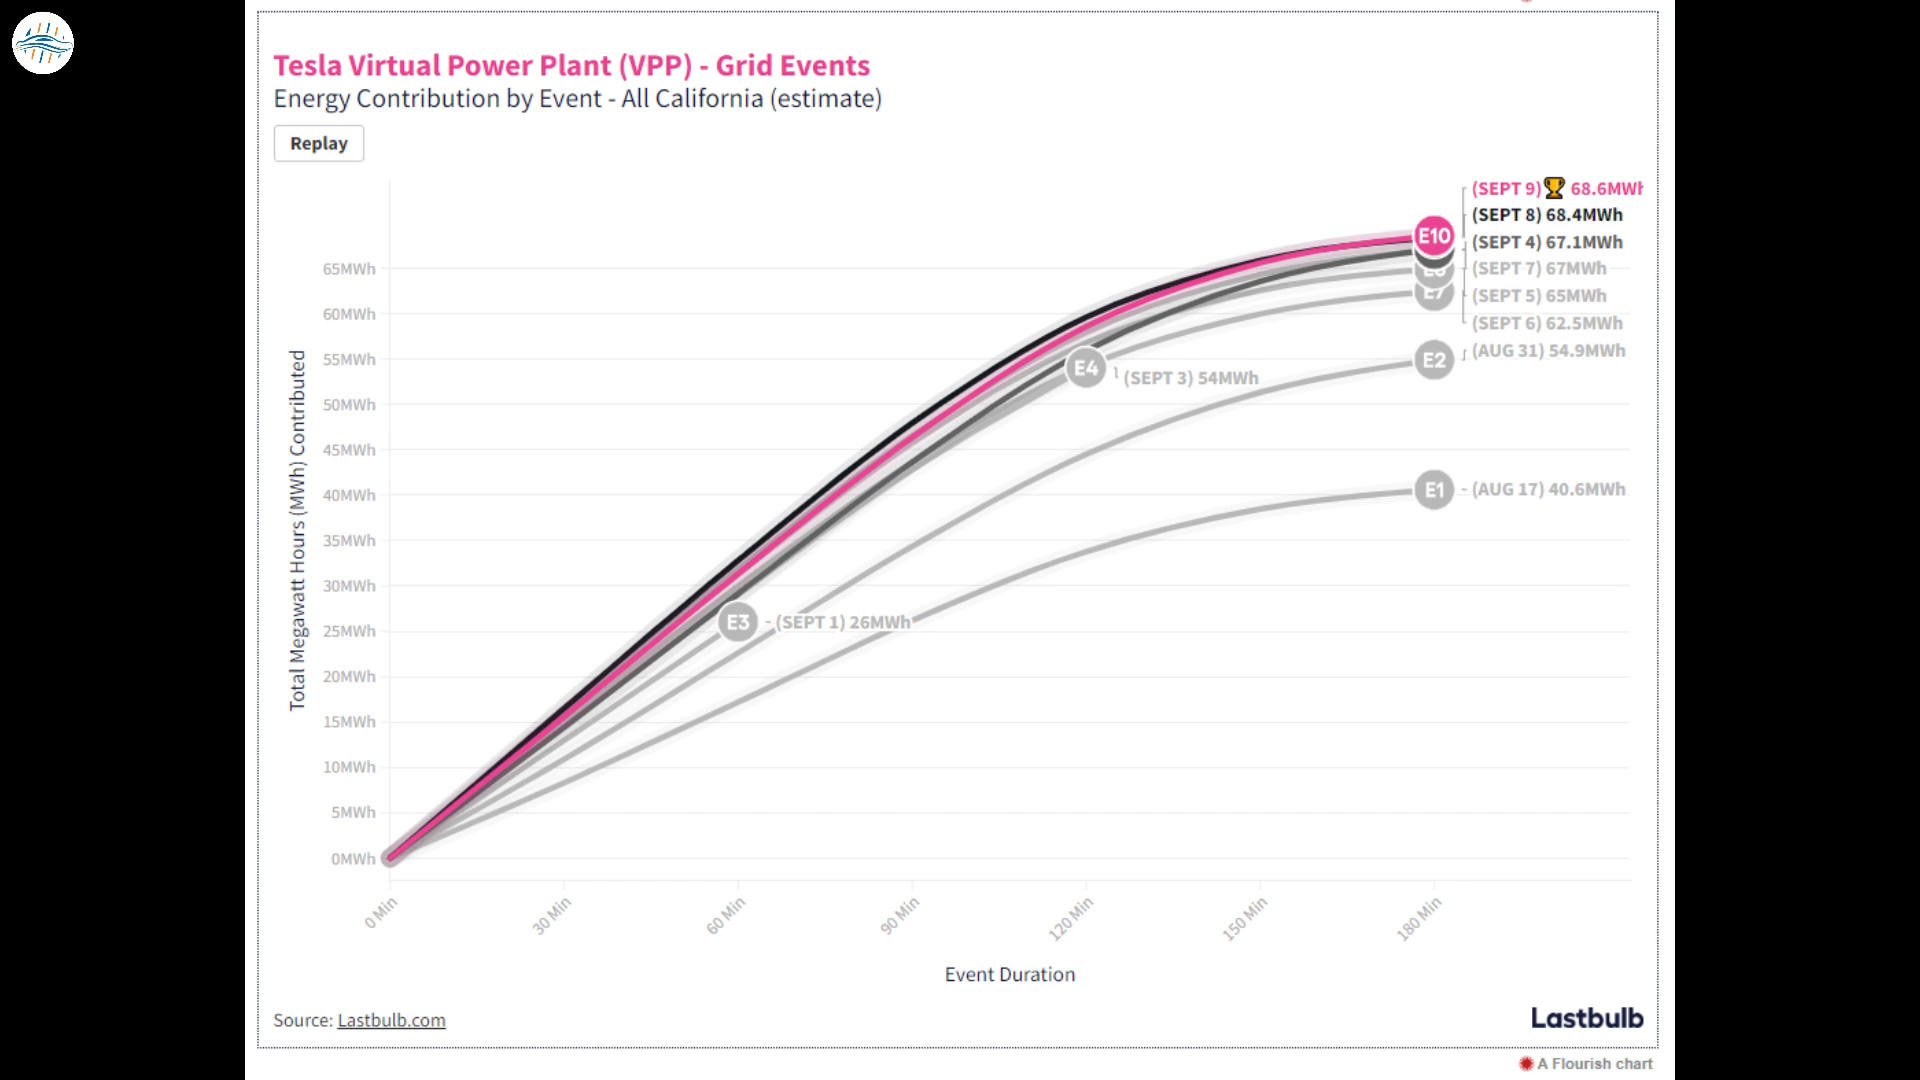 Tesla Virtual Power Plant (VPP) - Grid Events
Energy Contribution by Event - All California (estimate)
Replay
(SEPT 9)🏆 68.6MWh
(SEPT 8) 68.4MWh
(SEPT 4) 67.1MWh
(SEPT 7) 67MWh
(SEPT 5) 65MWh
(SEPT 6) 62.5MWh
(AUG 31) 54.9MWh
(SEPT 3) 54MWh
(AUG 17) 40.6MWh
(SEPT 1) 26MWh
E10
E7
E2
E4
E1
E3
Total Megawatt Hours (MWh) Contributed
65MWh
60MWh
55MWh
50MWh
45MWh
40MWh
35MWh
30MWh
25MWh
20MWh
15MWh
10MWh
5MWh
0MWh
0 Min
30 Min
60 Min
90 Min
120 Min
150 Min
180 Min
Event Duration
Source: Lastbulb.com
Lastbulb
A Flourish chart